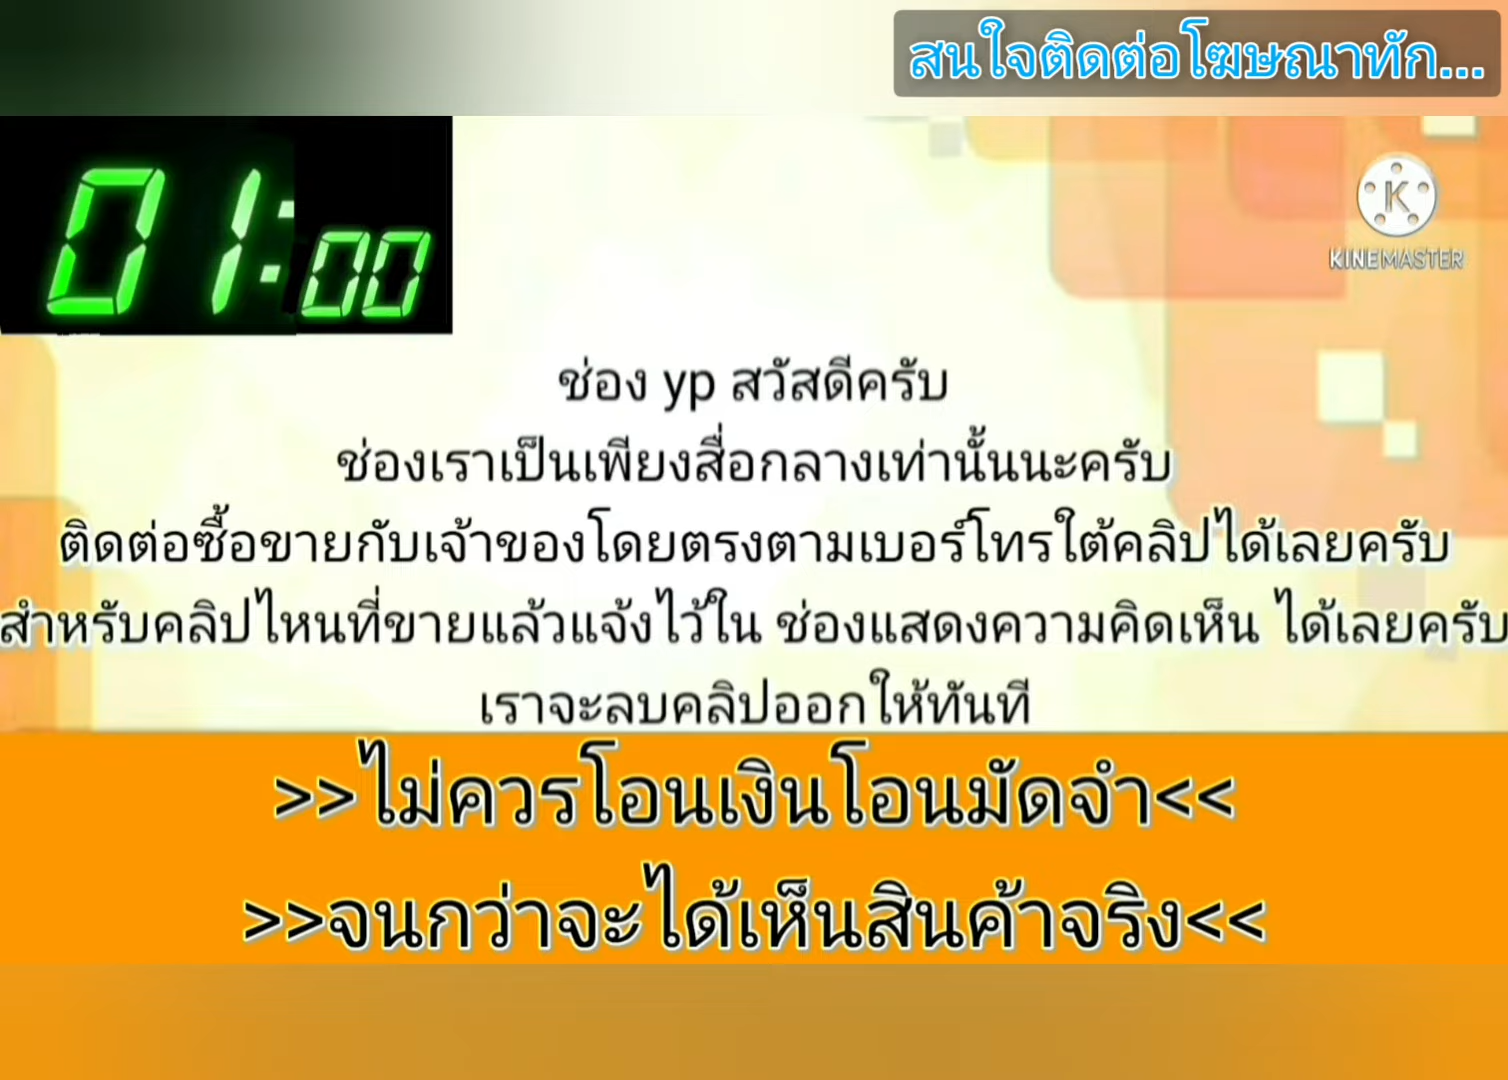 สนใจติดต่อโฆษณาทัก...
01:00
KINEMASTER
ช่อง yp สวัสดีครับ
ช่องเราเป็นเพียงสื่อกลางเท่านั้นนะครับ
ติดต่อซื้อขายกับเจ้าของโดยตรงตามเบอร์โทรใต้คลิปได้เลยครับ
สำหรับคลิปไหนที่ขายแล้วแจ้งไว้ใน ช่องแสดงความคิดเห็น ได้เลยครับ
เราจะลบคลิปออกให้ทันที
>>ไม่ควรโอนเงินโอนมัดจำ<<
>>จนกว่าจะได้เห็นสินค้าจริง<<